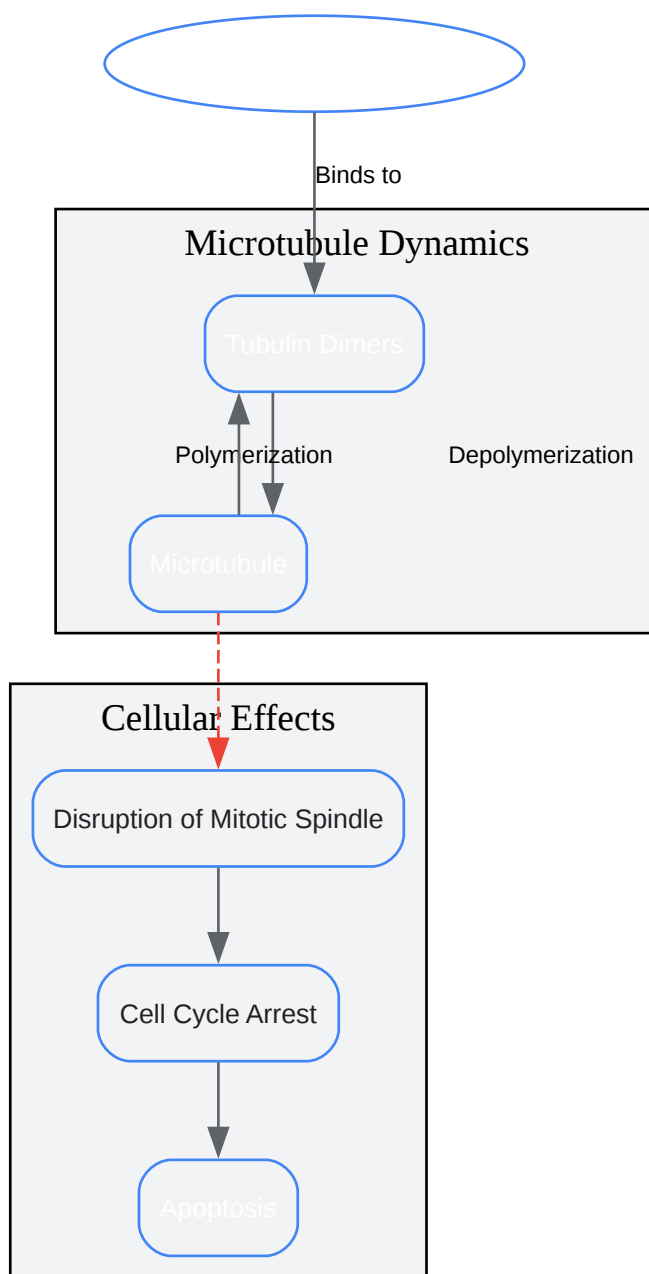 Binds to
Microtubule Dynamics
Tubulin Dimers
Polymerization
Depolymerization
Microtubule
Cellular Effects
Disruption of Mitotic Spindle
Cell Cycle Arrest
Apoptosis